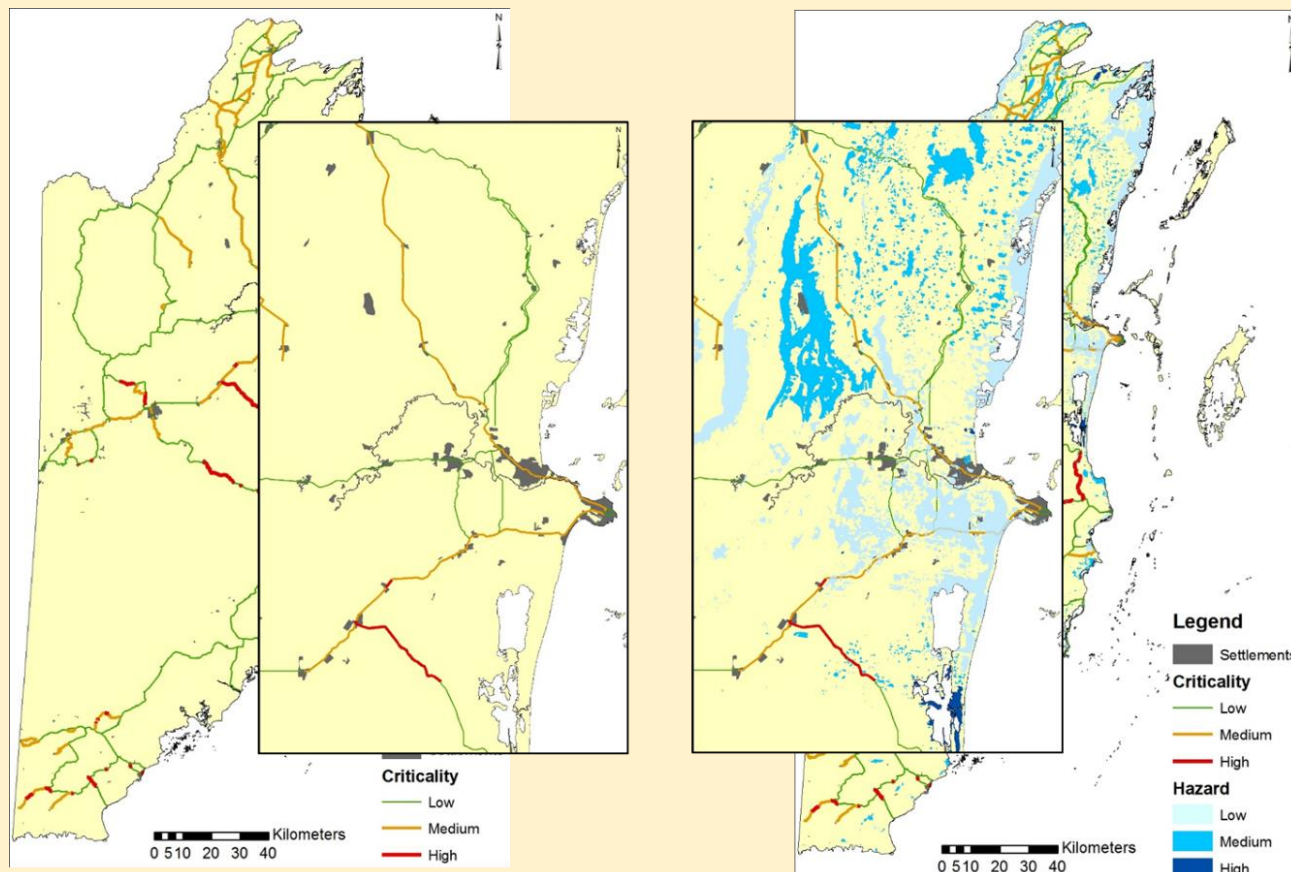 N
N
N
N
Criticality
Low
Medium
High
Kilometers
0 5 10 20 30 40
Legend
Settlements
Criticality
Low
Medium
High
Hazard
Low
Medium
High
Kilometers
0 5 10 20 30 40